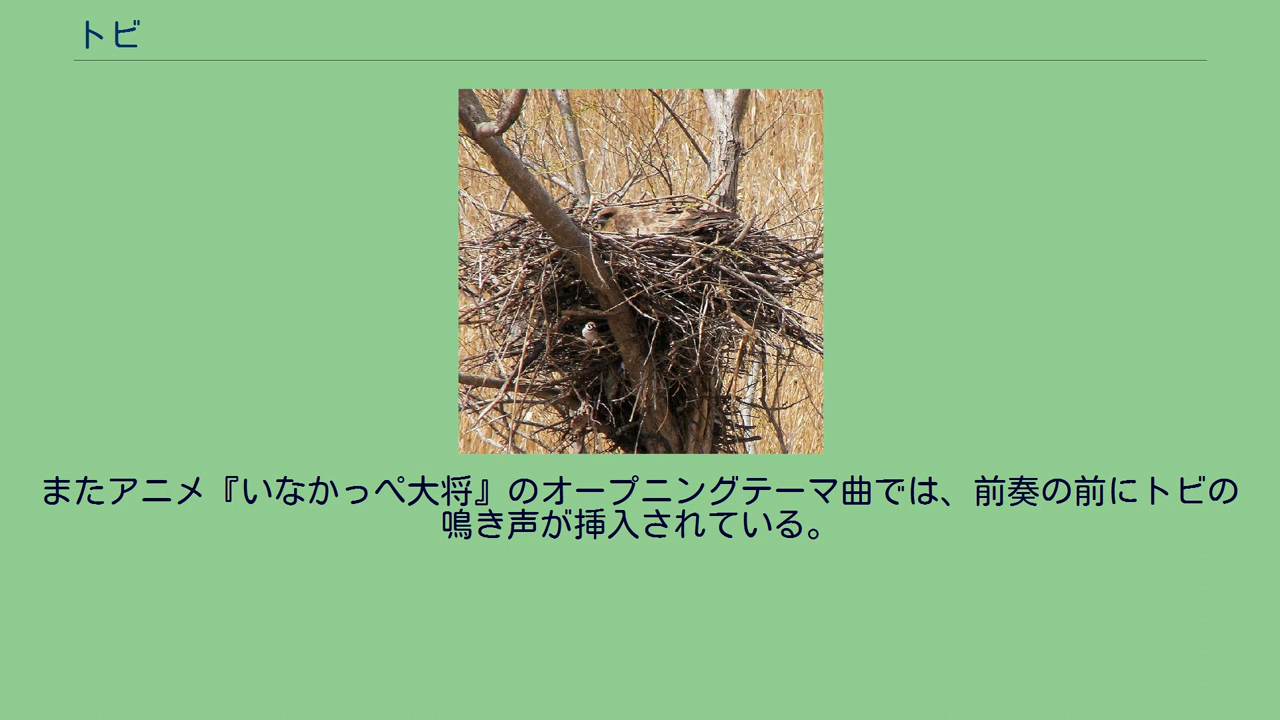 トビ
またアニメ『いなかっぺ大将』のオープニングテーマ曲では、前奏の前にトビの
鳴き声が挿入されている。